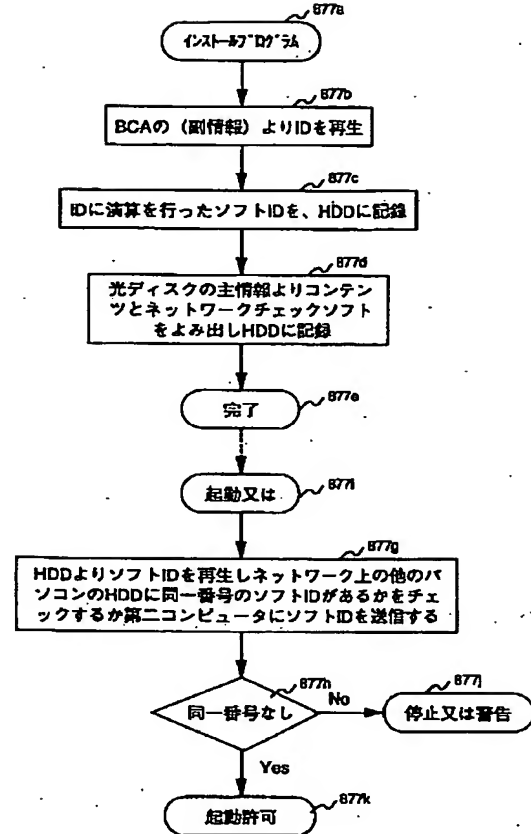 877a
インストールプログラム
877b
BCAの（副情報）よりIDを再生
877c
IDに演算を行ったソフトIDを、HDDに記録
877d
光ディスクの主情報よりコンテン
ツとネットワークチェックソフト
をよみ出しHDDに記録
877e
完了
877f
起動又は
877g
HDDよりソフトIDを再生しネットワーク上の他のパ
ソコンのHDDに同一番号のソフトIDがあるかをチェ
ックするか第二コンピュータにソフトIDを送信する
877h
同一番号なし
No
877j
停止又は警告
Yes
877k
起動許可